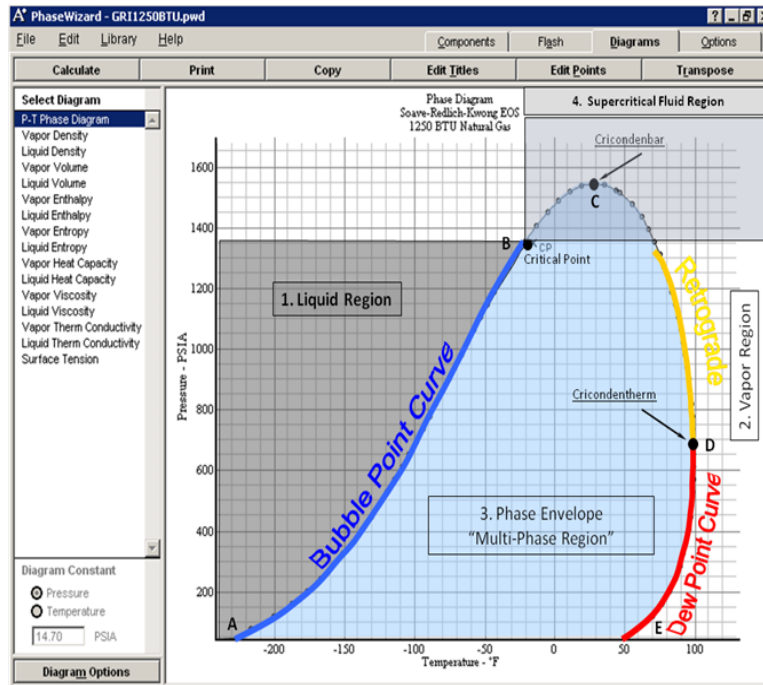 PhaseWizard - GRI1250BTU.pwd
File Edit Library Help
Components Flash Diagrams Options
Calculate Print Copy Edit Titles Edit Points Transpose
Select Diagram
P-T Phase Diagram
Vapor Density
Liquid Density
Vapor Volume
Liquid Volume
Vapor Enthalpy
Liquid Enthalpy
Vapor Entropy
Liquid Entropy
Vapor Heat Capacity
Liquid Heat Capacity
Vapor Viscosity
Liquid Viscosity
Vapor Therm Conductivity
Liquid Therm Conductivity
Surface Tension
Diagram Constant
Pressure
Temperature
14.70 PSIA
Diagram Options
Phase Diagram
Soave-Redlich-Kwong EOS
1250 BTU Natural Gas
4. Supercritical Fluid Region
Cricondenbar
C
B
CP
Critical Point
1. Liquid Region
Bubble Point Curve
Retrograde
2. Vapor Region
Cricondentherm
D
3. Phase Envelope
"Multi-Phase Region"
Dew Point Curve
A
E
Pressure - PSIA
1600
1400
1200
1000
800
600
400
200
-200 -150 -100 -50 0 50 100
Temperature - °F